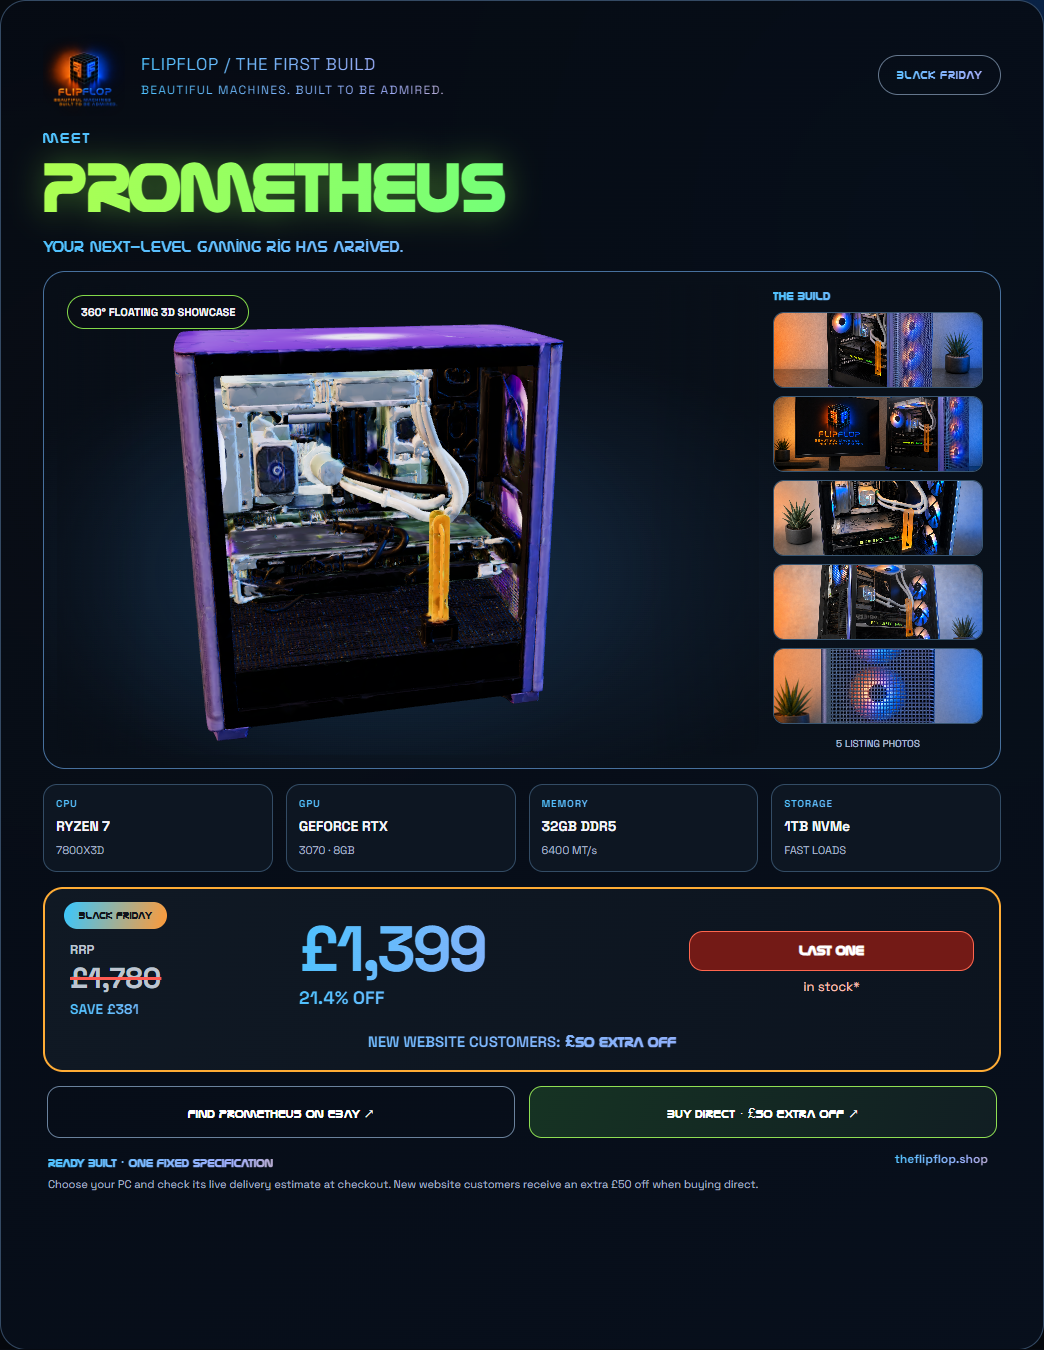 FLIPFLOP / THE FIRST BUILD
BEAUTIFUL MACHINES. BUILT TO BE ADMIRED.
BLACK FRIDAY
FLIPFLOP
MEET
PROMETHEUS
YOUR NEXT-LEVEL GAMING RIG HAS ARRIVED.
360° FLOATING 3D SHOWCASE
THE BUILD
FLIPFLOP
5 LISTING PHOTOS
CPU
RYZEN 7
7800X3D
GPU
GEFORCE RTX
3070 · 8GB
MEMORY
32GB DDR5
6400 MT/s
STORAGE
1TB NVMe
FAST LOADS
BLACK FRIDAY
RRP
£1,780
SAVE £381
£1,399
21.4% OFF
LAST ONE
in stock*
NEW WEBSITE CUSTOMERS: £50 EXTRA OFF
FIND PROMETHEUS ON EBAY ↗
BUY DIRECT · £50 EXTRA OFF ↗
READY BUILT · ONE FIXED SPECIFICATION
theflipflop.shop
Choose your PC and check its live delivery estimate at checkout. New website customers receive an extra £50 off when buying direct.